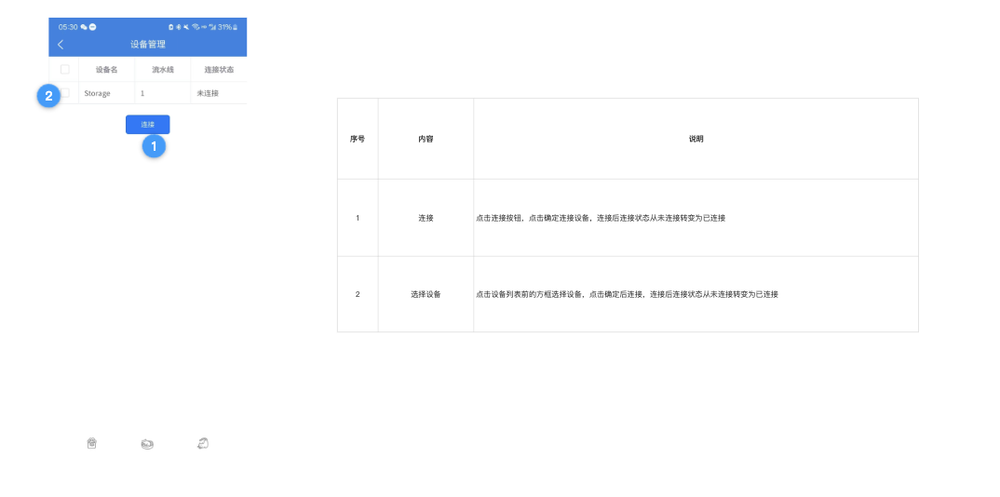 05:30
31%
设备管理
设备名 流水线 连接状态
2
Storage 1 未连接
连接
1
序号 内容 说明
1 连接 点击连接按钮，点击确定连接设备，连接后连接状态从未连接转变为已连接
2 选择设备 点击设备列表前的方框选择设备，点击确定后连接，连接后连接状态从未连接转变为已连接